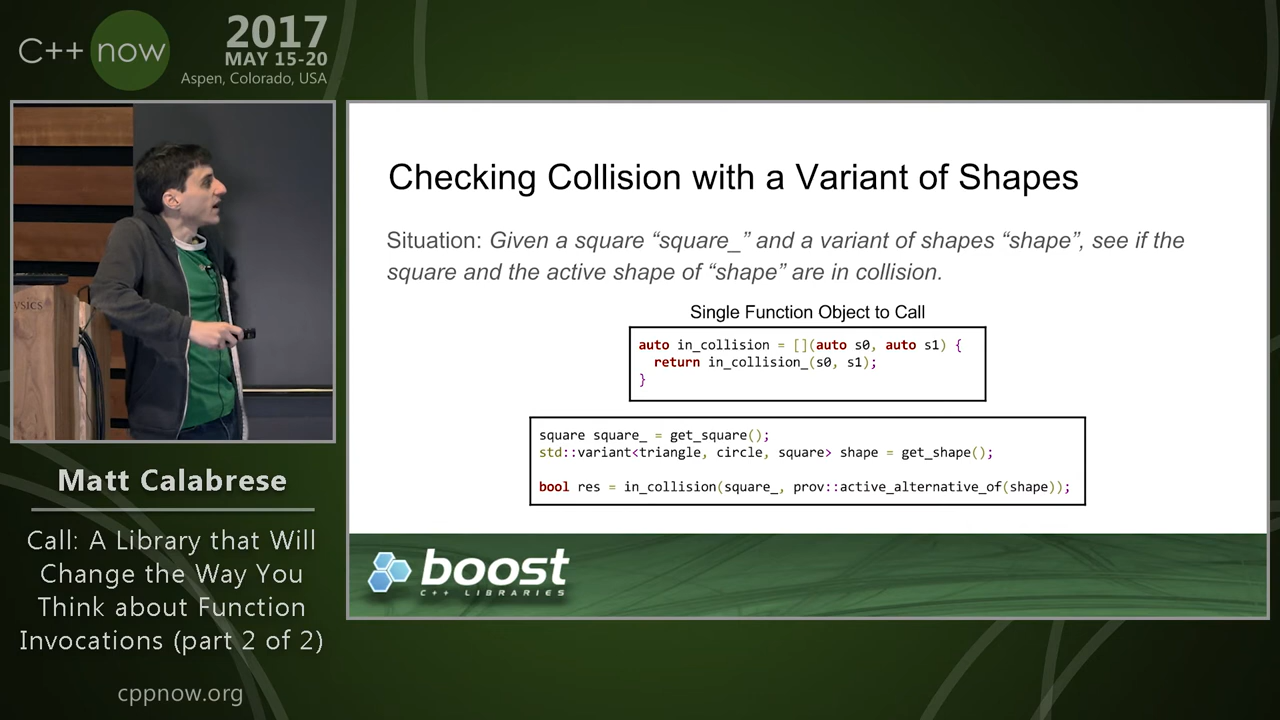 C++ now
2017
MAY 15-20
Aspen, Colorado, USA
YSICS
Matt Calabrese
Call: A Library that Will
Change the Way You
Think about Function
Invocations (part 2 of 2)
cppnow.org
Checking Collision with a Variant of Shapes
Situation: Given a square “square_” and a variant of shapes “shape”, see if the
square and the active shape of “shape” are in collision.
Single Function Object to Call
auto in_collision = [](auto s0, auto s1) {
return in_collision_(s0, s1);
}
square square_ = get_square();
std::variant<triangle, circle, square> shape = get_shape();
bool res = in_collision(square_, prov::active_alternative_of(shape));
boost
C++ LIBRARIES